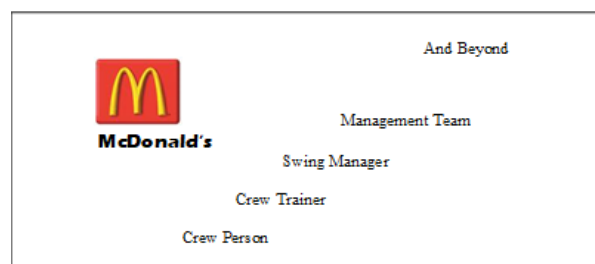 And Beyond
McDonald's
Management Team
Swing Manager
Crew Trainer
Crew Person